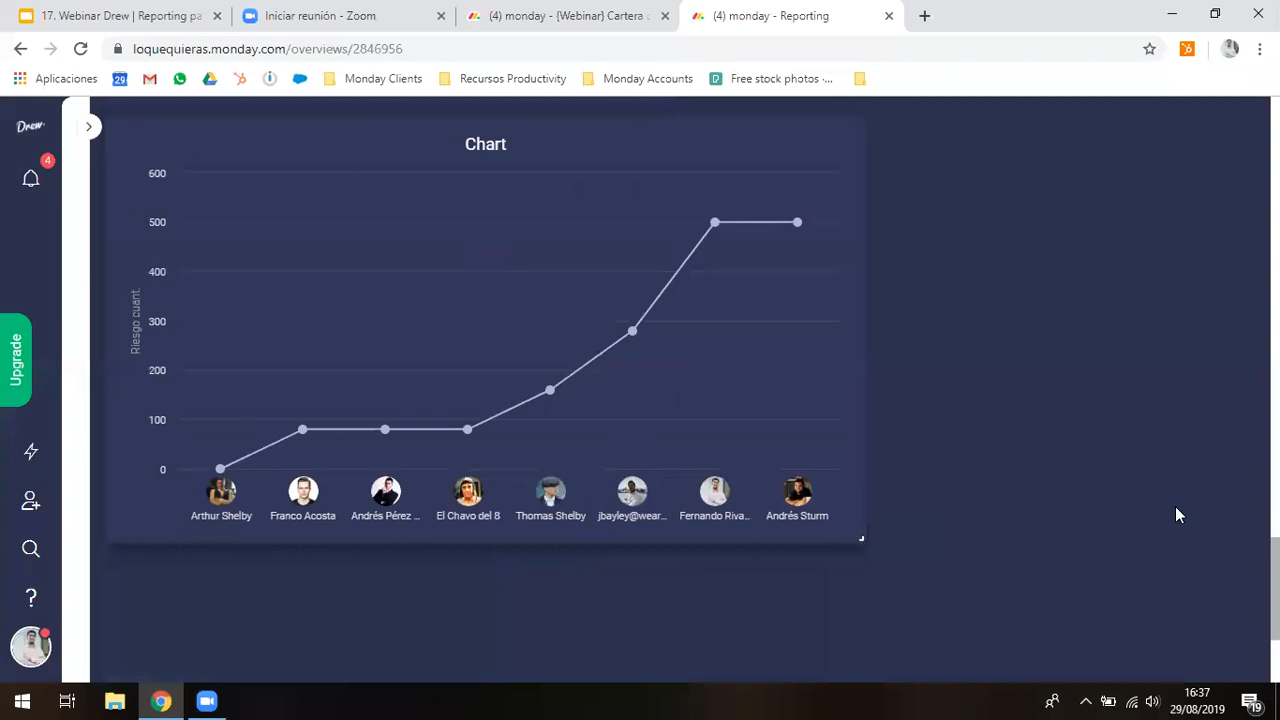 17. Webinar Drew | Reporting pa
Iniciar reunión - Zoom
(4) monday - [Webinar] Cartera c
(4) monday - Reporting
loquequieras.monday.com/overviews/2846956
Aplicaciones
29
Monday Clients
Recursos Productivity
Monday Accounts
Free stock photos ·...
Drew
4
Upgrade
Chart
600
500
400
300
200
100
0
Riesgo cuant.
Arthur Shelby
Franco Acosta
Andrés Pérez ...
El Chavo del 8
Thomas Shelby
jbayley@wear...
Fernando Riva...
Andrés Sturm
16:37
29/08/2019
19